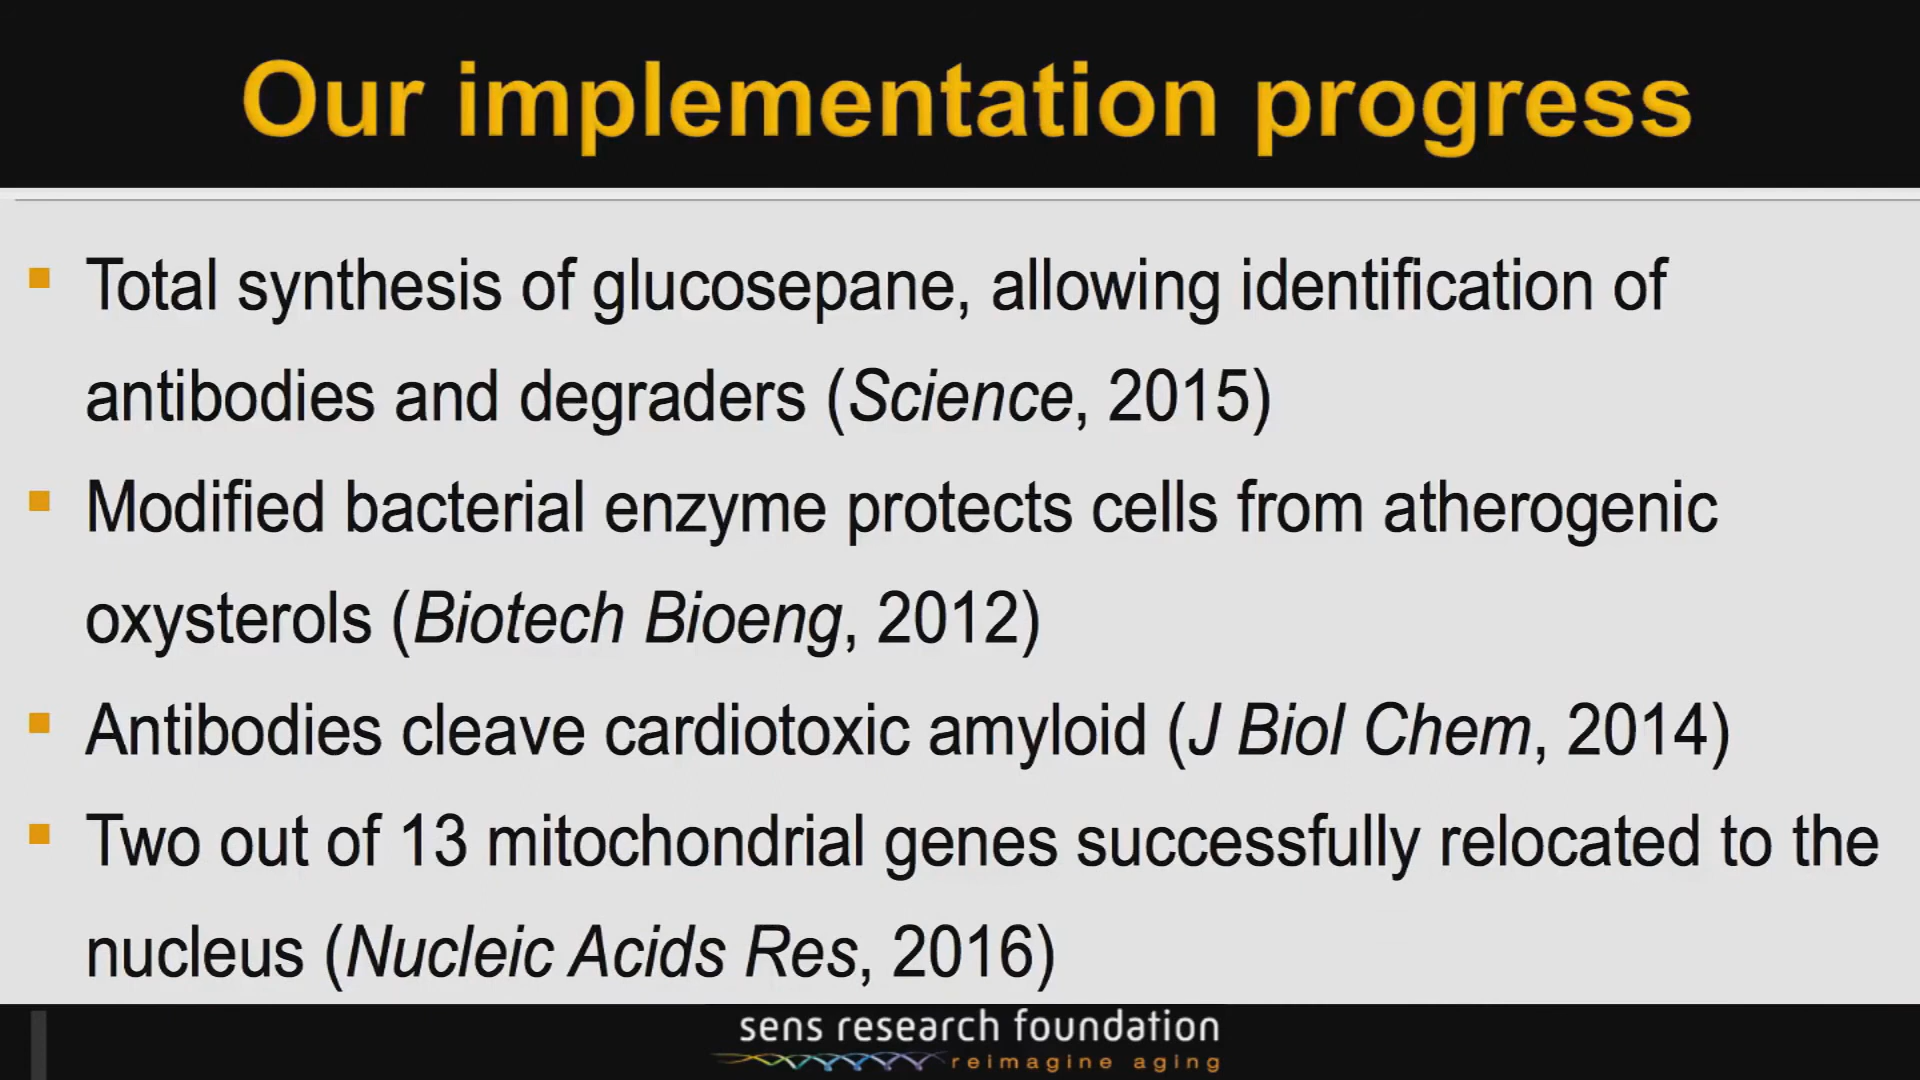 Our implementation progress
Total synthesis of glucosepane, allowing identification of
antibodies and degraders (Science, 2015)
Modified bacterial enzyme protects cells from atherogenic
oxysterols (Biotech Bioeng, 2012)
Antibodies cleave cardiotoxic amyloid (J Biol Chem, 2014)
Two out of 13 mitochondrial genes successfully relocated to the
nucleus (Nucleic Acids Res, 2016)
sens research foundation
reimagine aging